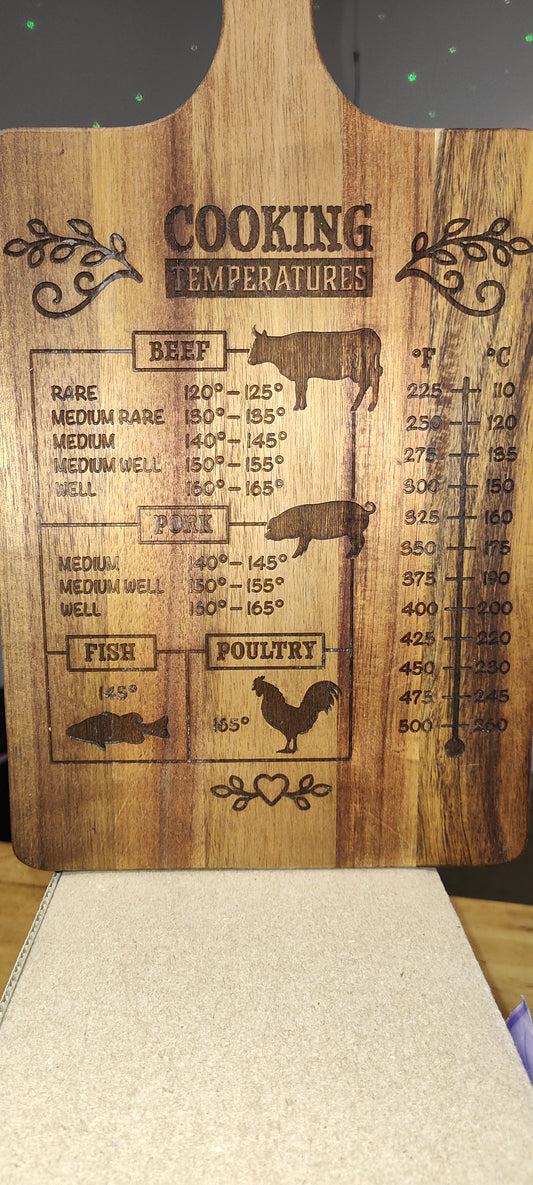 COOKING
TEMPERATURES
BEEF
RARE 120° – 125°
MEDIUM RARE 130° – 135°
MEDIUM 140° – 145°
MEDIUM WELL 150° – 155°
WELL 160° – 165°
PORK
MEDIUM 140° – 145°
MEDIUM WELL 150° – 155°
WELL 160° – 165°
FISH
145°
POULTRY
165°
°F °C
225 110
250 120
275 135
300 150
325 160
350 175
375 190
400 200
425 220
450 230
475 245
500 260